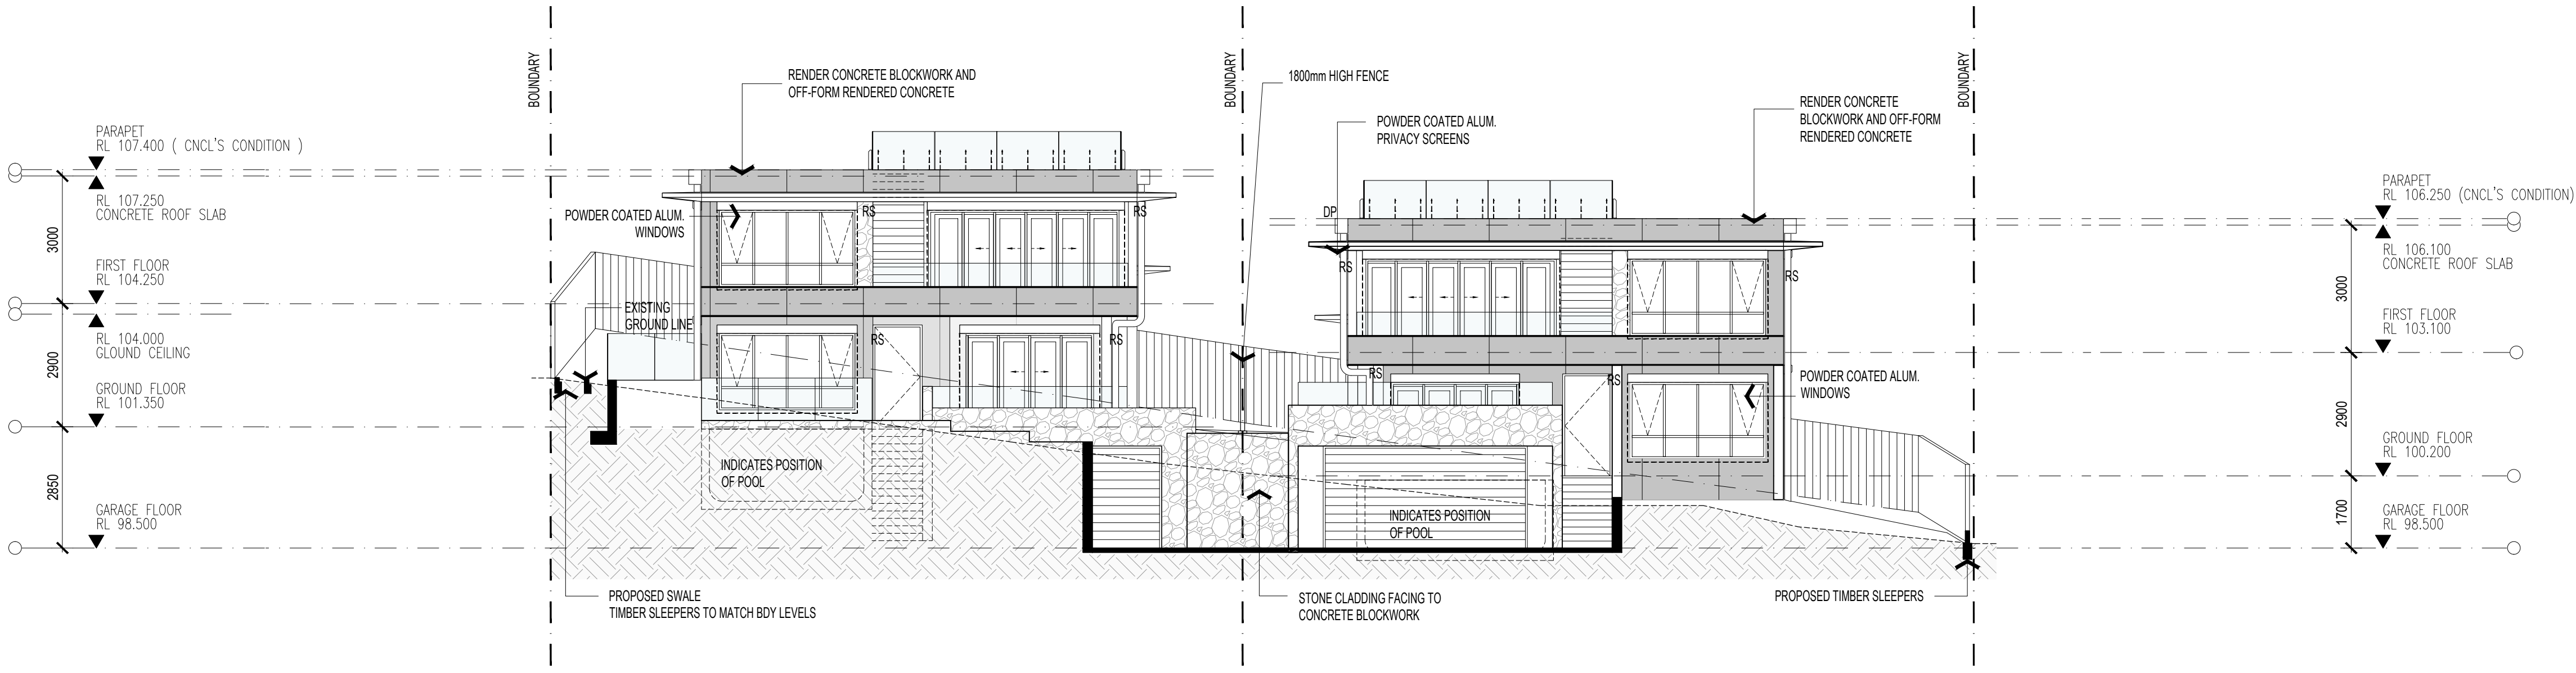 BOUNDARY
RENDER CONCRETE BLOCKWORK AND
OFF-FORM RENDERED CONCRETE
BOUNDARY
1800mm HIGH FENCE
POWDER COATED ALUM.
PRIVACY SCREENS
BOUNDARY
RENDER CONCRETE
BLOCKWORK AND OFF-FORM
RENDERED CONCRETE
PARAPET
RL 107.400 ( CNCL'S CONDITION )
RL 107.250
CONCRETE ROOF SLAB
3000
FIRST FLOOR
RL 104.250
RL 104.000
GLOUND CEILING
2900
GROUND FLOOR
RL 101.350
2850
GARAGE FLOOR
RL 98.500
POWDER COATED ALUM.
WINDOWS
RS
RS
EXISTING
GROUND LINE
RS
RS
INDICATES POSITION
OF POOL
PROPOSED SWALE
TIMBER SLEEPERS TO MATCH BDY LEVELS
DP
RS
RS
RS
RS
POWDER COATED ALUM.
WINDOWS
INDICATES POSITION
OF POOL
STONE CLADDING FACING TO
CONCRETE BLOCKWORK
PROPOSED TIMBER SLEEPERS
PARAPET
RL 106.250 (CNCL'S CONDITION)
RL 106.100
CONCRETE ROOF SLAB
3000
FIRST FLOOR
RL 103.100
2900
GROUND FLOOR
RL 100.200
1700
GARAGE FLOOR
RL 98.500